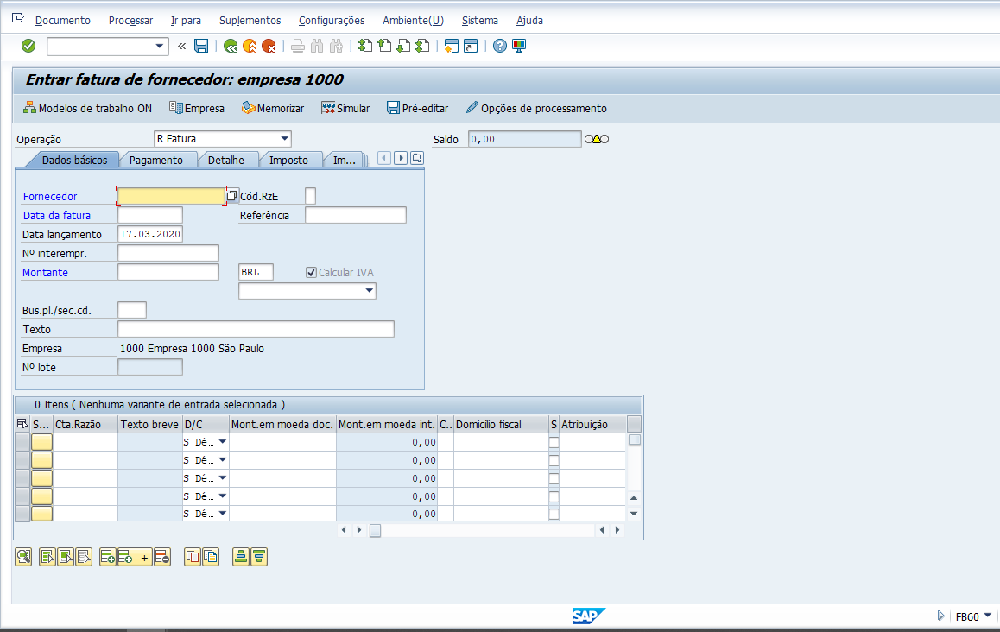 Documento Processar Ir para Suplementos Configurações Ambiente(U) Sistema Ajuda
Entrar fatura de fornecedor: empresa 1000
Modelos de trabalho ON Empresa Memorizar Simular Pré-editar Opções de processamento
Operação R Fatura Saldo 0,00
Dados básicos Pagamento Detalhe Imposto Im...
Fornecedor Cód.RzE
Data da fatura Referência
Data lançamento 17.03.2020
Nº interempr.
Montante BRL Calcular IVA
Bus.pl./sec.cd.
Texto
Empresa 1000 Empresa 1000 São Paulo
Nº lote
0 Itens ( Nenhuma variante de entrada selecionada )
S... Cta.Razão Texto breve D/C Mont.em moeda doc. Mont.em moeda int. C.. Domicílio fiscal S Atribuição
S Dé… 0,00
S Dé… 0,00
S Dé… 0,00
S Dé… 0,00
S Dé… 0,00
SAP FB60